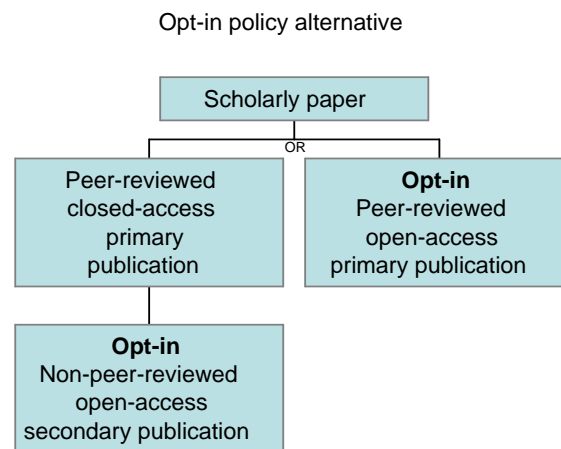 Opt-in policy alternative
Scholarly paper
OR
Peer-reviewed
closed-access
primary
publication
Opt-in
Peer-reviewed
open-access
primary publication
Opt-in
Non-peer-reviewed
open-access
secondary publication